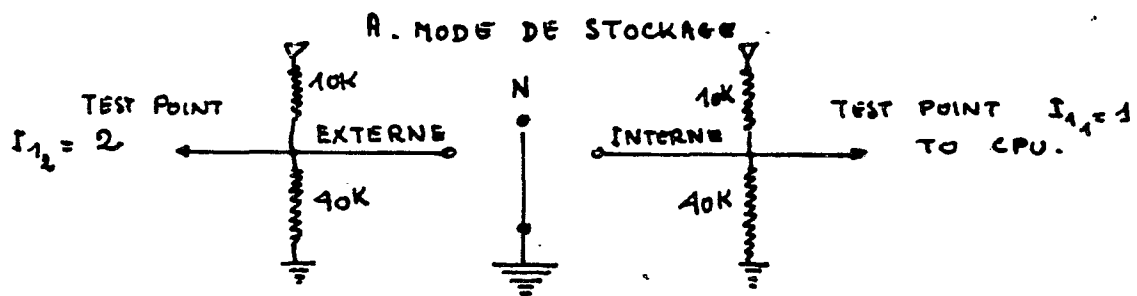 A. MODE DE STOCKAGE
10K
N
10K
TEST POINT
I₁₂ = 2
EXTERNE
INTERNE
TEST POINT I₁₁ = 1
TO CPU.
40K
40K